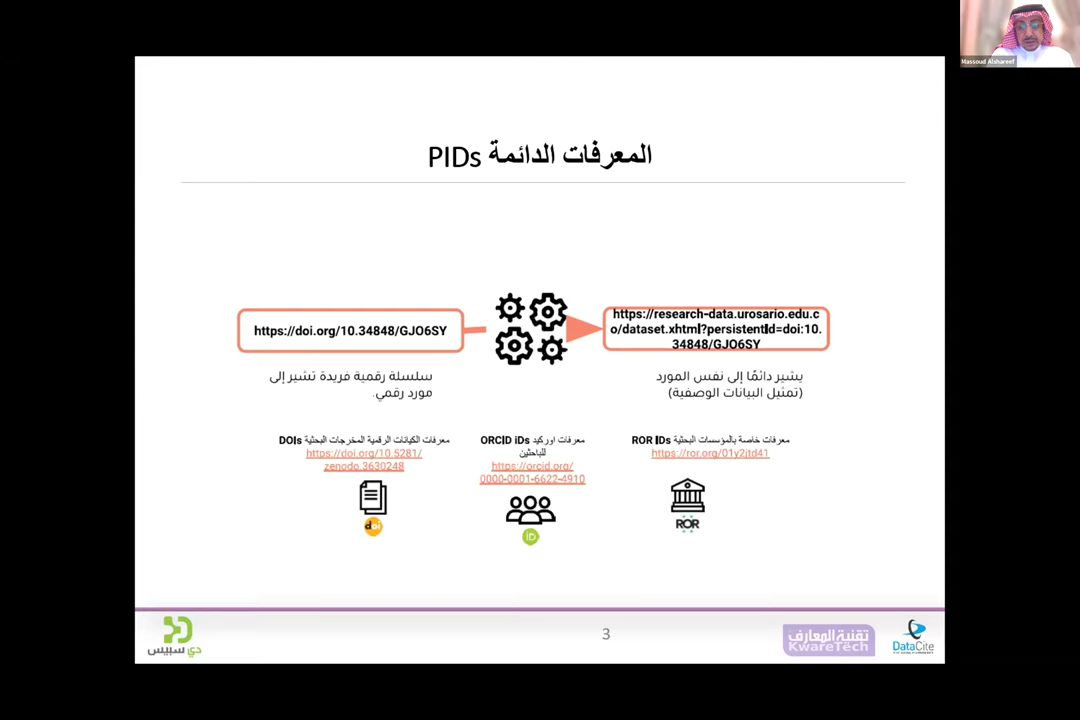 Massoud Alshareef
المعرفات الدائمة PIDs
https://doi.org/10.34848/GJO6SY
https://research-data.urosario.edu.c
o/dataset.xhtml?persistentId=doi:10.
34848/GJO6SY
سلسلة رقمية فريدة تشير إلى
مورد رقمي.
يشير دائمًا إلى نفس المورد
(تمثيل البيانات الوصفية)
معرفات الكيانات الرقمية المخرجات البحثية DOIs
https://doi.org/10.5281/
zenodo.3630248
doi
معرفات اوركيد ORCID iDs
للباحثين
https://orcid.org/
0000-0001-6622-4910
iD
معرفات خاصة بالمؤسسات البحثية ROR IDs
https://ror.org/01y2jtd41
ROR
دي سبيس
3
تقنية المعارف
KwareTech
DataCite